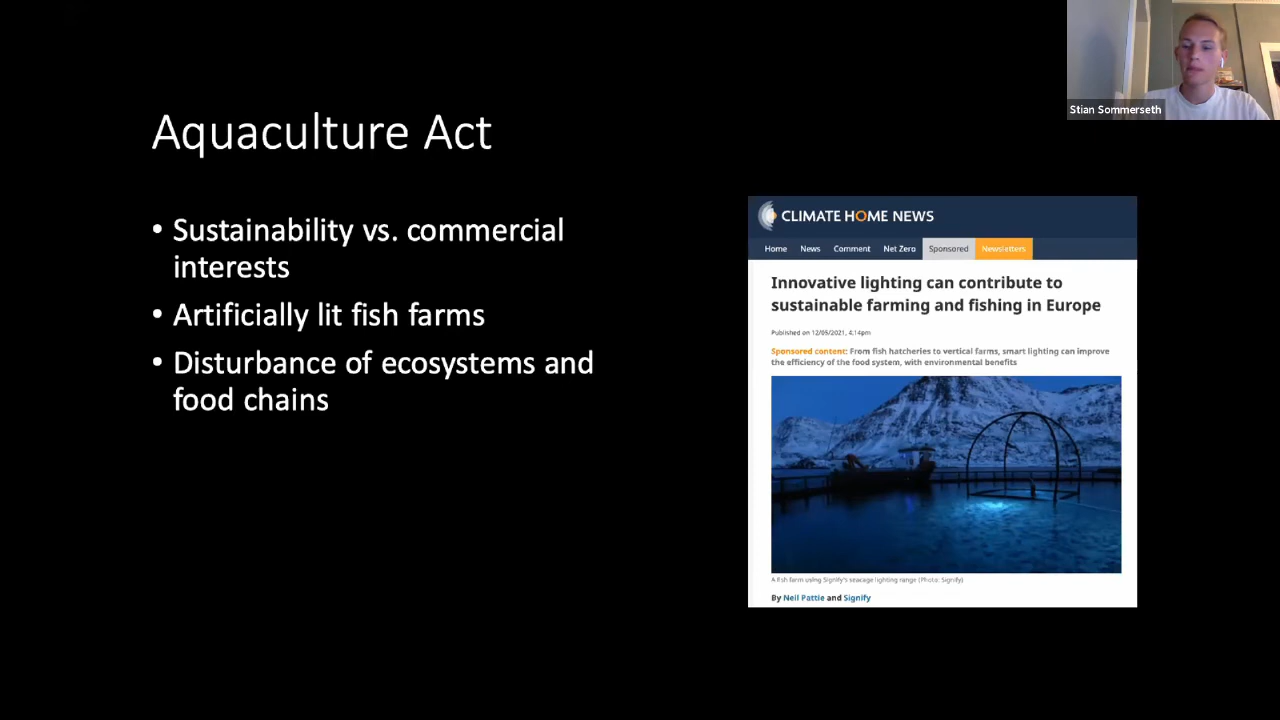 Stian Sommerseth
Aquaculture Act
• Sustainability vs. commercial
interests
• Artificially lit fish farms
• Disturbance of ecosystems and
food chains
CLIMATE HOME NEWS
Home News Comment Net Zero Sponsored Newsletters
Innovative lighting can contribute to
sustainable farming and fishing in Europe
Published on 12/05/2021, 4:14pm
Sponsored content: From fish hatcheries to vertical farms, smart lighting can improve
the efficiency of the food system, with environmental benefits
A fish farm using Signify's seacage lighting range (Photo: Signify)
By Neil Pattie and Signify